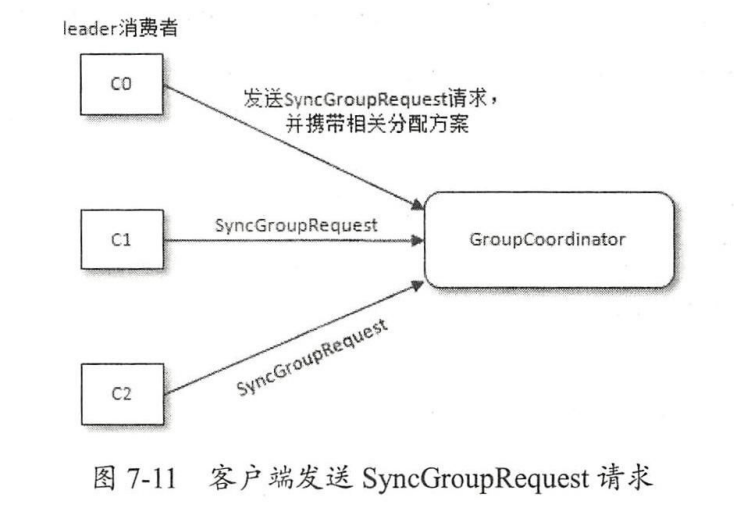 leader消费者
C0
发送SyncGroupRequest请求，
并携带相关分配方案
C1
SyncGroupRequest
GroupCoordinator
C2
SyncGroupRequest
图 7-11 客户端发送 SyncGroupRequest 请求